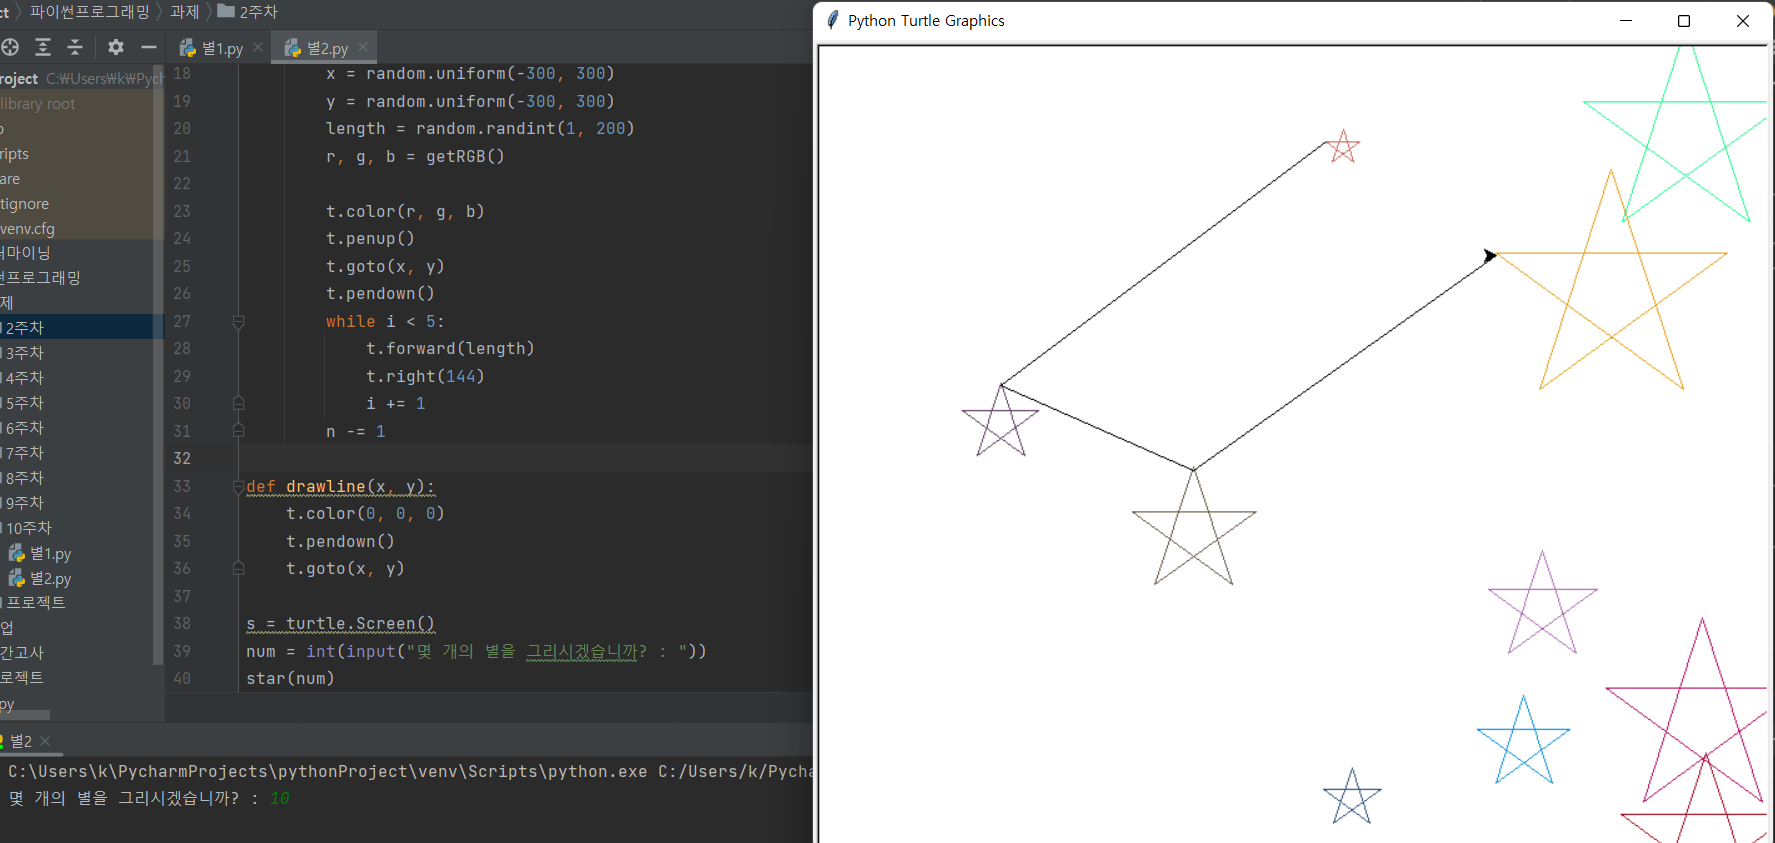 ct 〉 파이썬프로그래밍 〉 과제 〉 2주차
별1.py
별2.py
roject C:₩Users₩k₩Pych
library root
o
ripts
are
tignore
venv.cfg
터마이닝
썬프로그래밍
제
2주차
3주차
4주차
5주차
6주차
7주차
8주차
9주차
10주차
별1.py
별2.py
프로젝트
업
간고사
로젝트
py
18 x = random.uniform(-300, 300)
19 y = random.uniform(-300, 300)
20 length = random.randint(1, 200)
21 r, g, b = getRGB()
22
23 t.color(r, g, b)
24 t.penup()
25 t.goto(x, y)
26 t.pendown()
27 while i < 5:
28 t.forward(length)
29 t.right(144)
30 i += 1
31 n -= 1
32
33 def drawline(x, y):
34 t.color(0, 0, 0)
35 t.pendown()
36 t.goto(x, y)
37
38 s = turtle.Screen()
39 num = int(input("몇 개의 별을 그리시겠습니까? : "))
40 star(num)
별2
C:\Users\k\PycharmProjects\pythonProject\venv\Scripts\python.exe C:/Users/k/Pycha
몇 개의 별을 그리시겠습니까? : 10
Python Turtle Graphics